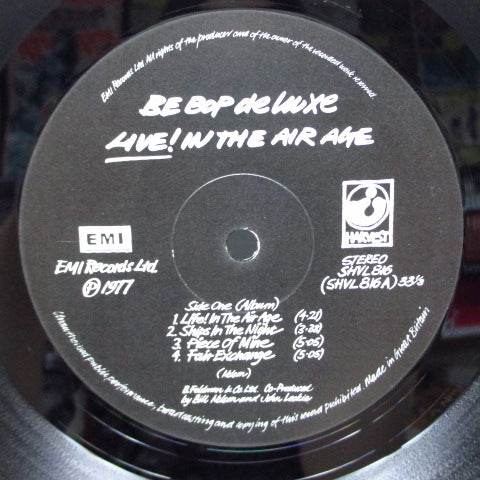 EMI Records Ltd. All rights of the producer and of the owner of the recorded work reserved.
BE BOP deluxe
LIVE! IN THE AIR AGE
EMI
HARVEST
EMI Records Ltd.
Ⓟ 1977
STEREO
SHVL 816
(SHVL 816 A) 33⅓
Side One (Album)
1. Life! In The Air Age (4·21)
2. Ships In The Night (3·38)
3. Piece Of Mine (5·05)
4. Fair Exchange (5·05)
(Nelson)
B. Feldman & Co Ltd. Co-Produced
by Bill Nelson and John Leckie
Unauthorised public performance, broadcasting and copying of this sound prohibited. Made in Great Britain